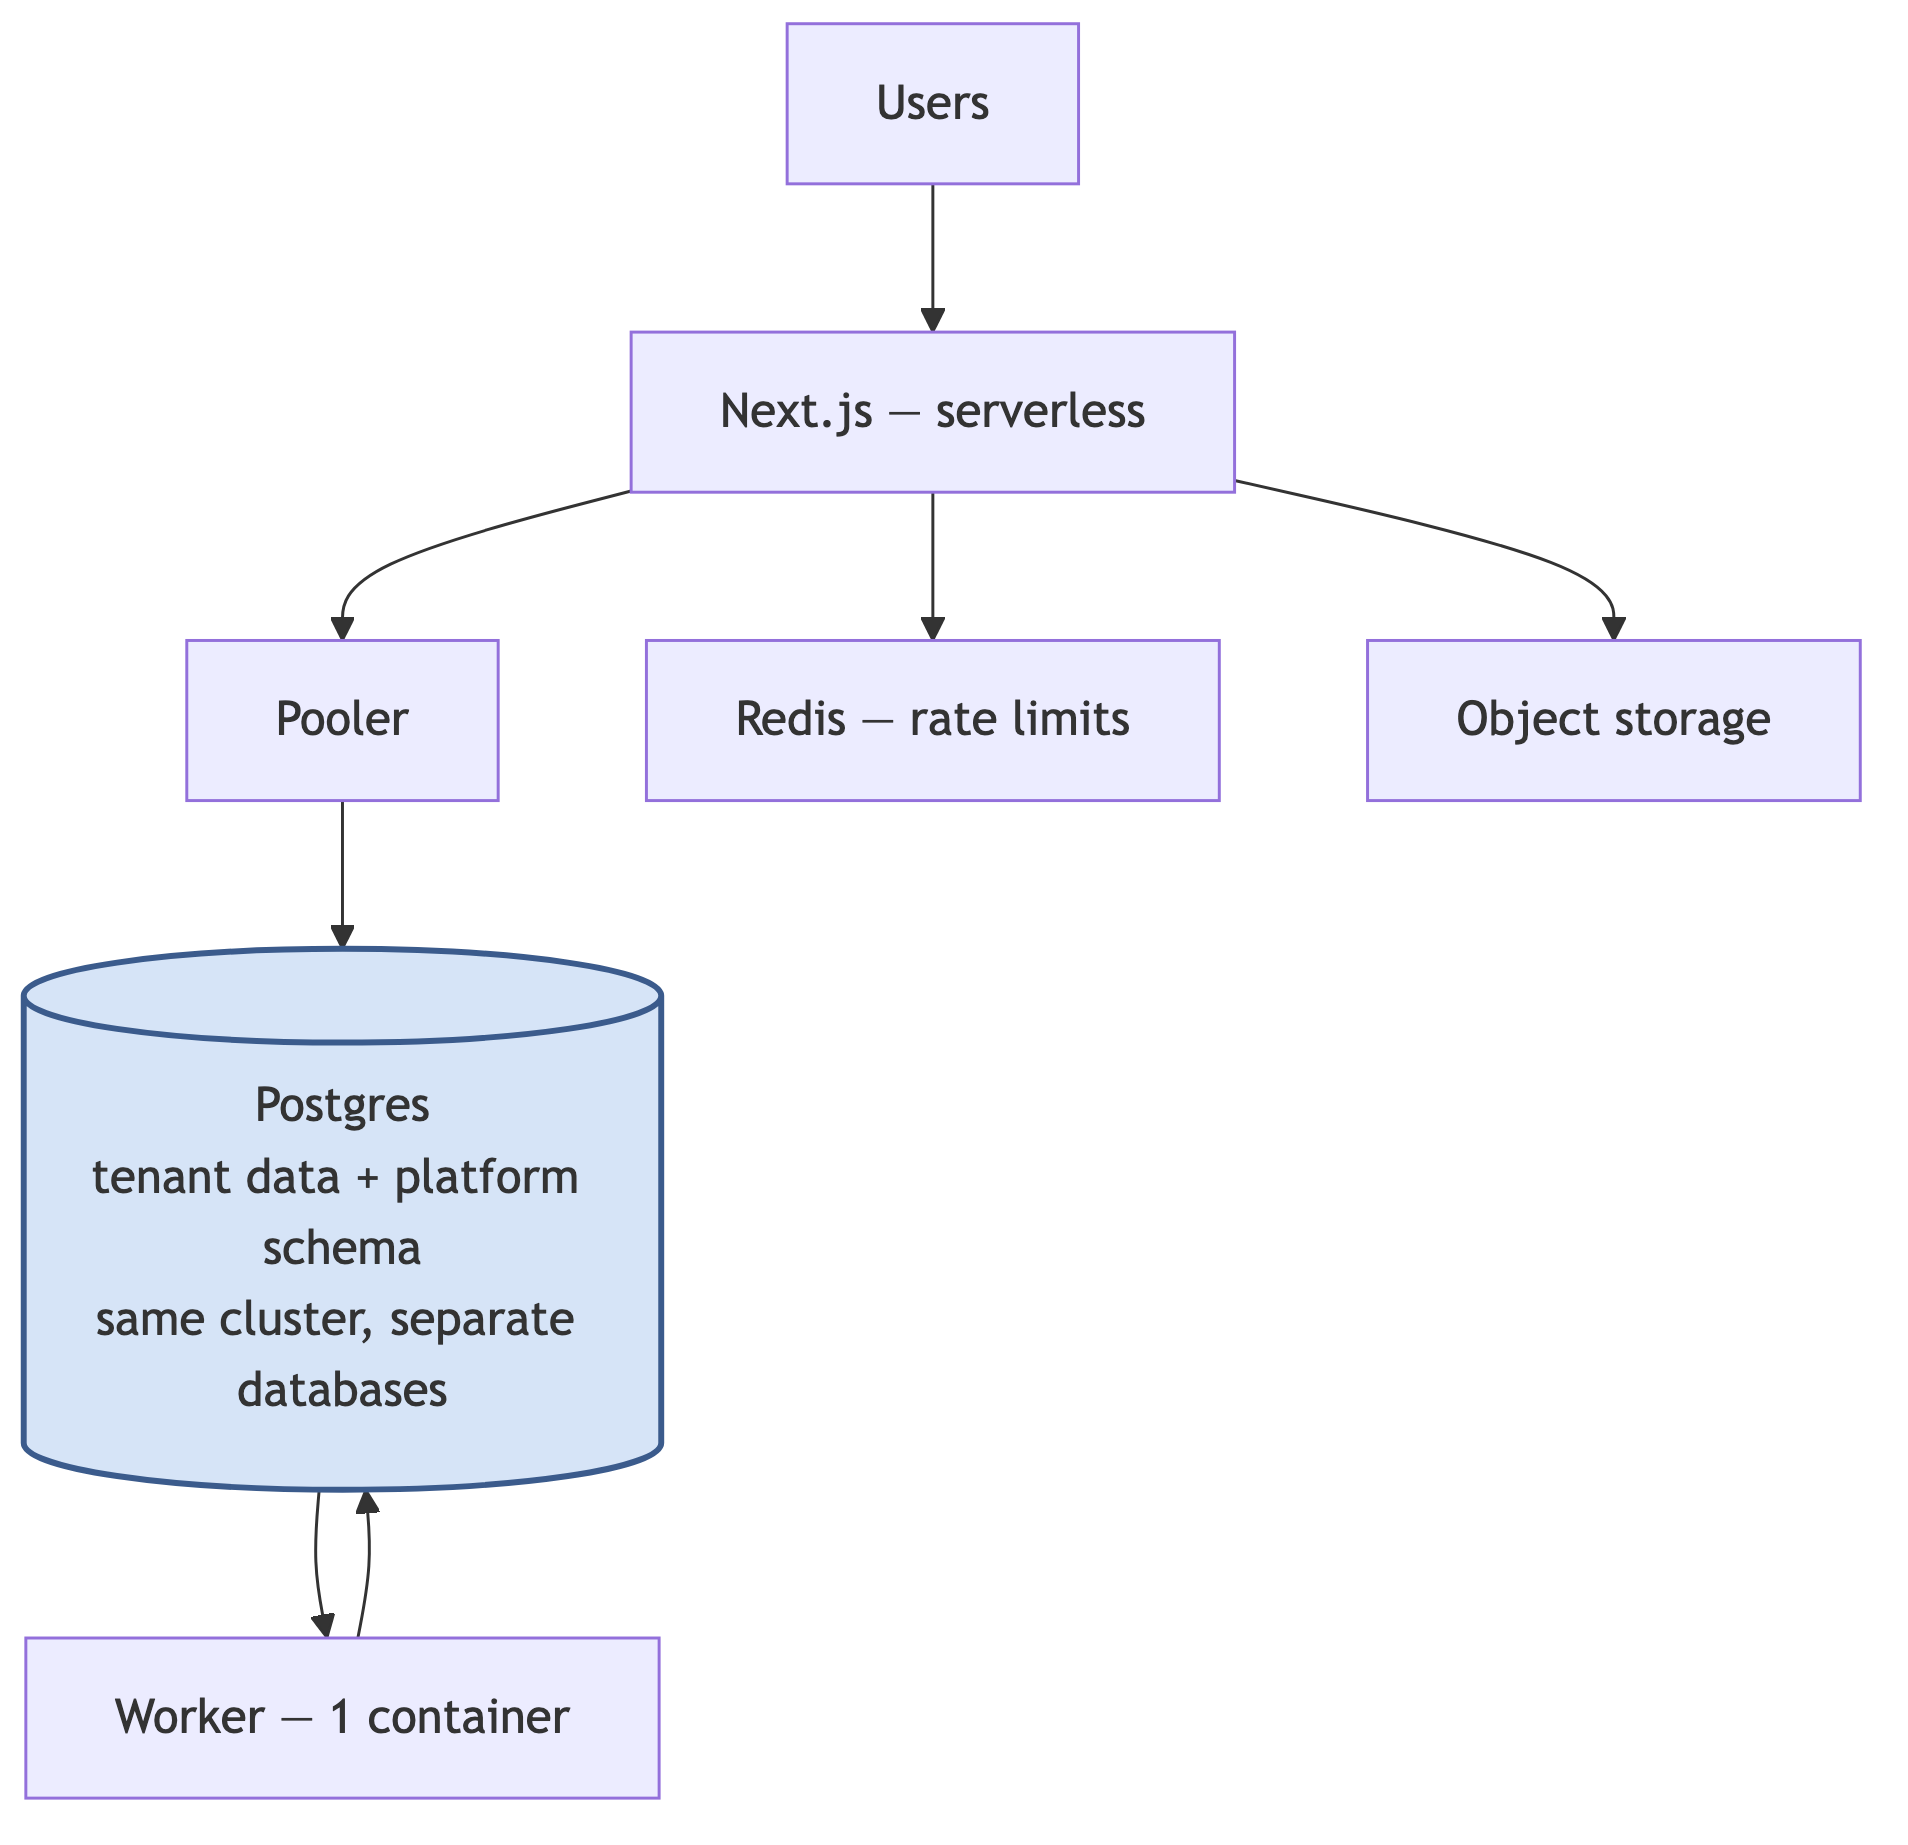 Users
Next.js — serverless
Pooler
Redis — rate limits
Object storage
Postgres
tenant data + platform
schema
same cluster, separate
databases
Worker — 1 container